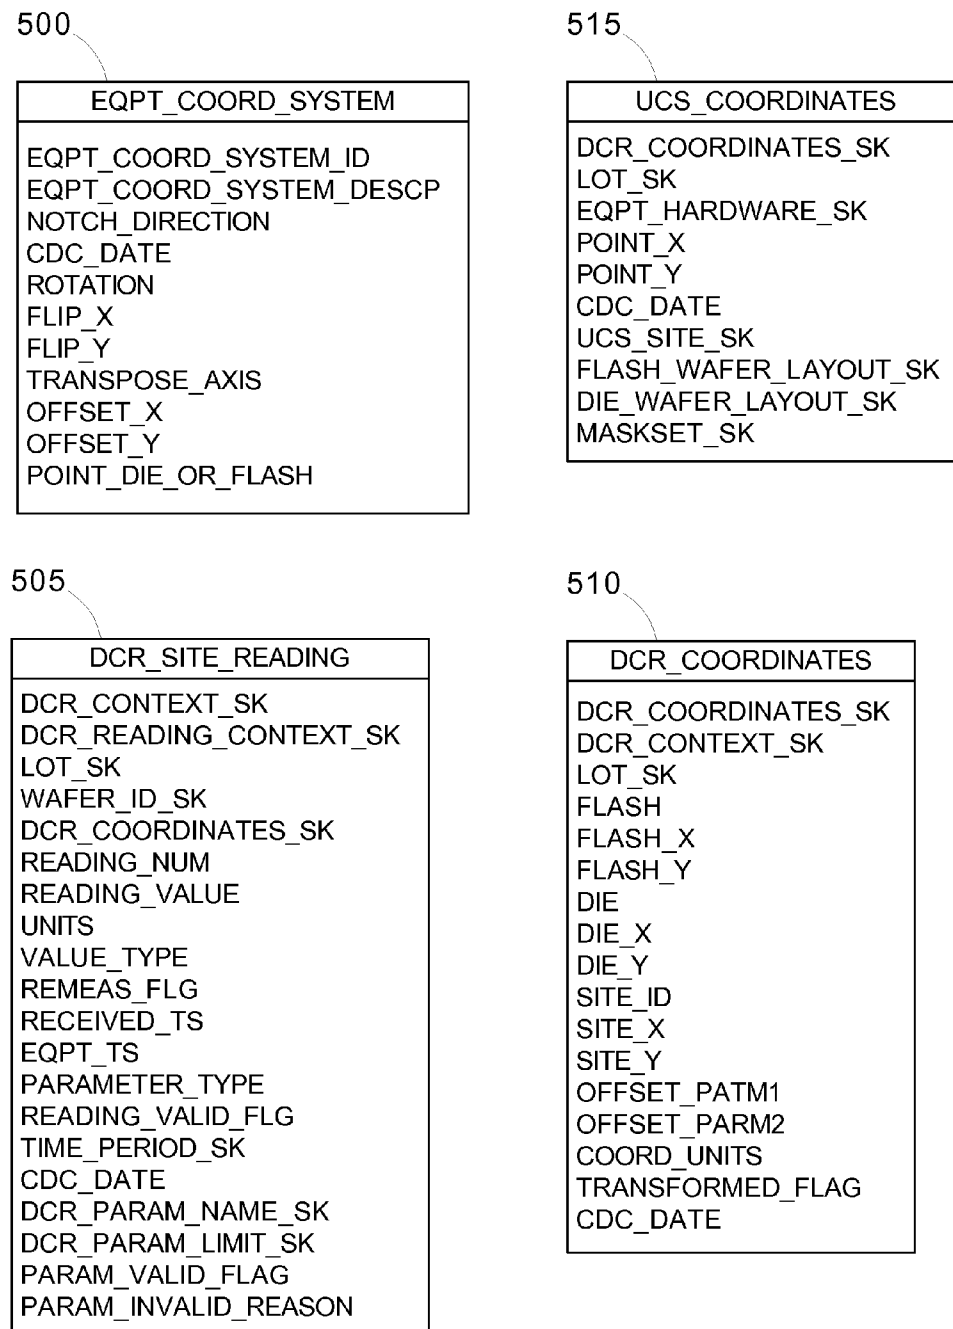 500
EQPT_COORD_SYSTEM
EQPT_COORD_SYSTEM_ID
EQPT_COORD_SYSTEM_DESCP
NOTCH_DIRECTION
CDC_DATE
ROTATION
FLIP_X
FLIP_Y
TRANSPOSE_AXIS
OFFSET_X
OFFSET_Y
POINT_DIE_OR_FLASH
515
UCS_COORDINATES
DCR_COORDINATES_SK
LOT_SK
EQPT_HARDWARE_SK
POINT_X
POINT_Y
CDC_DATE
UCS_SITE_SK
FLASH_WAFER_LAYOUT_SK
DIE_WAFER_LAYOUT_SK
MASKSET_SK
505
DCR_SITE_READING
DCR_CONTEXT_SK
DCR_READING_CONTEXT_SK
LOT_SK
WAFER_ID_SK
DCR_COORDINATES_SK
READING_NUM
READING_VALUE
UNITS
VALUE_TYPE
REMEAS_FLG
RECEIVED_TS
EQPT_TS
PARAMETER_TYPE
READING_VALID_FLG
TIME_PERIOD_SK
CDC_DATE
DCR_PARAM_NAME_SK
DCR_PARAM_LIMIT_SK
PARAM_VALID_FLAG
PARAM_INVALID_REASON
510
DCR_COORDINATES
DCR_COORDINATES_SK
DCR_CONTEXT_SK
LOT_SK
FLASH
FLASH_X
FLASH_Y
DIE
DIE_X
DIE_Y
SITE_ID
SITE_X
SITE_Y
OFFSET_PATM1
OFFSET_PARM2
COORD_UNITS
TRANSFORMED_FLAG
CDC_DATE